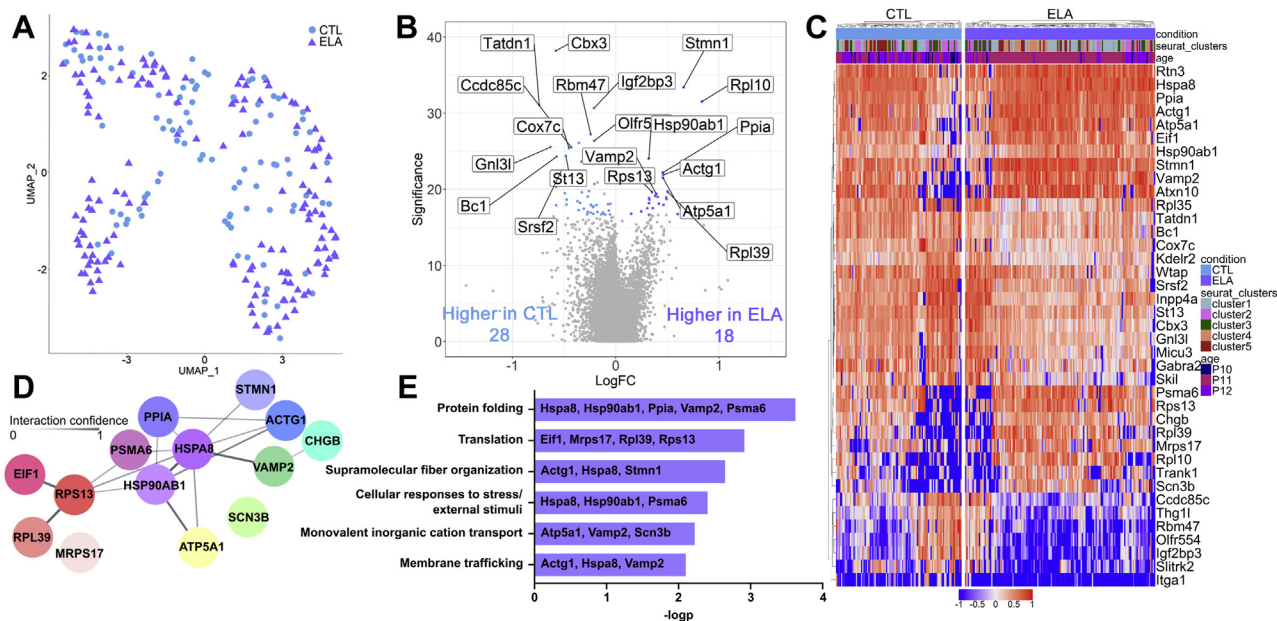 A
CTL
ELA
2
0
-2
UMAP_2
-3
0
3
UMAP_1
B
40
30
20
10
0
Significance
Tatdn1
Cbx3
Stmn1
Ccdc85c
Rbm47
Igf2bp3
Rpl10
Cox7c
Olfr5
Hsp90ab1
Ppia
Gnl3l
Vamp2
Actg1
St13
Rps13
Bc1
Atp5a1
Srsf2
Rpl39
Higher in CTL
28
Higher in ELA
18
-1
0
1
LogFC
C
CTL
ELA
condition
seurat_clusters
age
Rtn3
Hspa8
Ppia
Actg1
Atp5a1
Eif1
Hsp90ab1
Stmn1
Vamp2
Atxn10
Rpl35
Tatdn1
Bc1
Cox7c
Kdelr2
Wtap
Srsf2
Inpp4a
St13
Cbx3
Gnl3l
Micu3
Gabra2
Skil
Psma6
Rps13
Chgb
Rpl39
Mrps17
Rpl10
Trank1
Scn3b
Ccdc85c
Thg1l
Rbm47
Olfr554
Igf2bp3
Slitrk2
Itga1
condition
CTL
ELA
seurat_clusters
cluster1
cluster2
cluster3
cluster4
cluster5
age
P10
P11
P12
-1 -0.5 0 0.5 1
D
Interaction confidence
0 1
STMN1
PPIA
ACTG1
CHGB
PSMA6
HSPA8
VAMP2
EIF1
HSP90AB1
RPS13
SCN3B
RPL39
MRPS17
ATP5A1
E
Protein folding
Hspa8, Hsp90ab1, Ppia, Vamp2, Psma6
Translation
Eif1, Mrps17, Rpl39, Rps13
Supramolecular fiber organization
Actg1, Hspa8, Stmn1
Cellular responses to stress/
external stimuli
Hspa8, Hsp90ab1, Psma6
Monovalent inorganic cation transport
Atp5a1, Vamp2, Scn3b
Membrane trafficking
Actg1, Hspa8, Vamp2
0 1 2 3 4
-logp